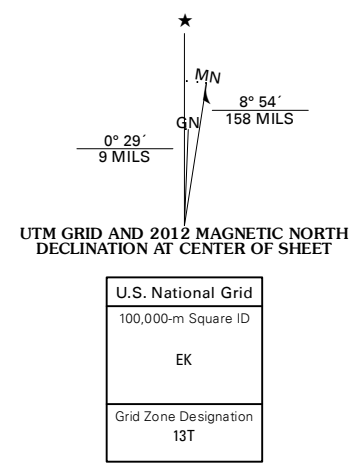 ★
MN
GN
8° 54´
158 MILS
0° 29´
9 MILS
UTM GRID AND 2012 MAGNETIC NORTH
DECLINATION AT CENTER OF SHEET
U.S. National Grid
100,000-m Square ID
EK
Grid Zone Designation
13T